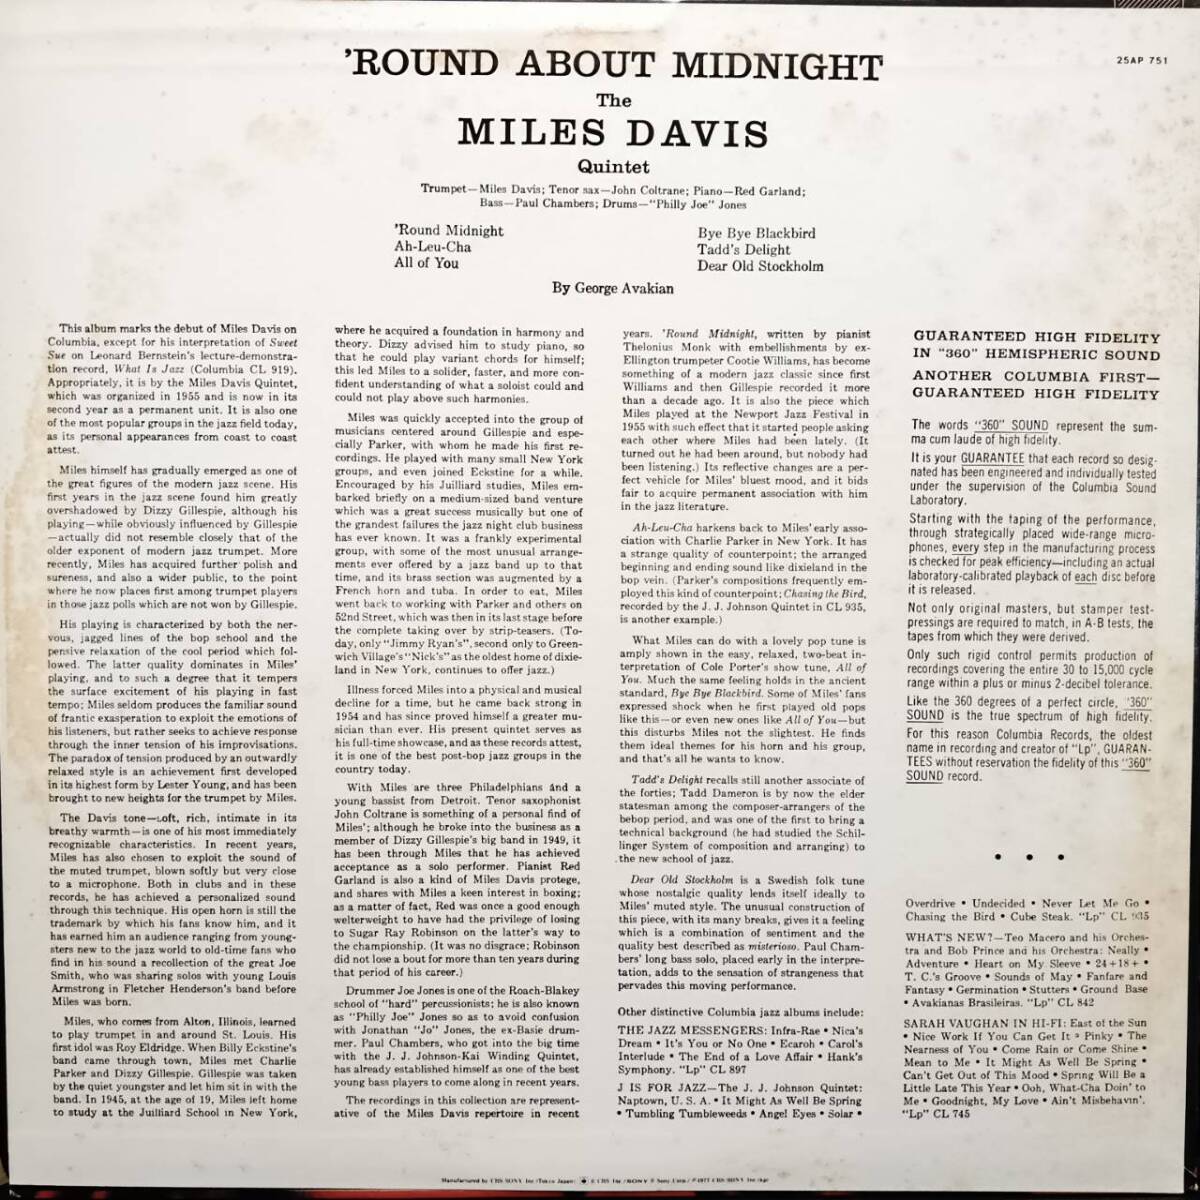 'ROUND ABOUT MIDNIGHT
25AP 751
The
MILES DAVIS
Quintet
Trumpet—Miles Davis; Tenor sax—John Coltrane; Piano—Red Garland;
Bass—Paul Chambers; Drums—"Philly Joe" Jones
'Round Midnight
Ah-Leu-Cha
All of You
Bye Bye Blackbird
Tadd's Delight
Dear Old Stockholm
By George Avakian
This album marks the debut of Miles Davis on
Columbia, except for his interpretation of Sweet
Sue on Leonard Bernstein's lecture-demonstra-
tion record, What Is Jazz (Columbia CL 919).
Appropriately, it is by the Miles Davis Quintet,
which was organized in 1955 and is now in its
second year as a permanent unit. It is also one
of the most popular groups in the jazz field today,
as its personal appearances from coast to coast
attest.
Miles himself has gradually emerged as one of
the great figures of the modern jazz scene. His
first years in the jazz scene found him greatly
overshadowed by Dizzy Gillespie, although his
playing—while obviously influenced by Gillespie
—actually did not resemble closely that of the
older exponent of modern jazz trumpet. More
recently, Miles has acquired further polish and
sureness, and also a wider public, to the point
where he now places first among trumpet players
in those jazz polls which are not won by Gillespie.
His playing is characterized by both the ner-
vous, jagged lines of the bop school and the
pensive relaxation of the cool period which fol-
lowed. The latter quality dominates in Miles'
playing, and to such a degree that it tempers
the surface excitement of his playing in fast
tempo; Miles seldom produces the familiar sound
of frantic exasperation to exploit the emotions of
his listeners, but rather seeks to achieve response
through the inner tension of his improvisations.
The paradox of tension produced by an outwardly
relaxed style is an achievement first developed
in its highest form by Lester Young, and has been
brought to new heights for the trumpet by Miles.
The Davis tone—soft, rich, intimate in its
breathy warmth—is one of his most immediately
recognizable characteristics. In recent years,
Miles has also chosen to exploit the sound of
the muted trumpet, blown softly but very close
to a microphone. Both in clubs and in these
records, he has achieved a personalized sound
through this technique. His open horn is still the
trademark by which his fans know him, and it
has earned him an audience ranging from young-
sters new to the jazz world to old-time fans who
find in his sound a recollection of the great Joe
Smith, who was sharing solos with young Louis
Armstrong in Fletcher Henderson's band before
Miles was born.
Miles, who comes from Alton, Illinois, learned
to play trumpet in and around St. Louis. His
first idol was Roy Eldridge. When Billy Eckstine's
band came through town, Miles met Charlie
Parker and Dizzy Gillespie. Gillespie was taken
by the quiet youngster and let him sit in with the
band. In 1945, at the age of 19, Miles left home
to study at the Juilliard School in New York,
where he acquired a foundation in harmony and
theory. Dizzy advised him to study piano, so
that he could play variant chords for himself;
this led Miles to a solider, faster, and more con-
fident understanding of what a soloist could and
could not play above such harmonies.
Miles was quickly accepted into the group of
musicians centered around Gillespie and espe-
cially Parker, with whom he made his first re-
cordings. He played with many small New York
groups, and even joined Eckstine for a while.
Encouraged by his Juilliard studies, Miles em-
barked briefly on a medium-sized band venture
which was a great success musically but one of
the grandest failures the jazz night club business
has ever known. It was a frankly experimental
group, with some of the most unusual arrange-
ments ever offered by a jazz band up to that
time, and its brass section was augmented by a
French horn and tuba. In order to eat, Miles
went back to working with Parker and others on
52nd Street, which was then in its last stage before
the complete taking over by strip-teasers. (To-
day, only "Jimmy Ryan's", second only to Green-
wich Village's "Nick's" as the oldest home of dixie-
land in New York, continues to offer jazz.)
Illness forced Miles into a physical and musical
decline for a time, but he came back strong in
1954 and has since proved himself a greater mu-
sician than ever. His present quintet serves as
his full-time showcase, and as these records attest,
it is one of the best post-bop jazz groups in the
country today.
With Miles are three Philadelphians and a
young bassist from Detroit. Tenor saxophonist
John Coltrane is something of a personal find of
Miles'; although he broke into the business as a
member of Dizzy Gillespie's big band in 1949, it
has been through Miles that he has achieved
acceptance as a solo performer. Pianist Red
Garland is also a kind of Miles Davis protege,
and shares with Miles a keen interest in boxing;
as a matter of fact, Red was once a good enough
welterweight to have had the privilege of losing
to Sugar Ray Robinson on the latter's way to
the championship. (It was no disgrace; Robinson
did not lose a bout for more than ten years during
that period of his career.)
Drummer Joe Jones is one of the Roach-Blakey
school of "hard" percussionists; he is also known
as "Philly Joe" Jones so as to avoid confusion
with Jonathan "Jo" Jones, the ex-Basie drum-
mer. Paul Chambers, who got into the big time
with the J. J. Johnson-Kai Winding Quintet,
has already established himself as one of the best
young bass players to come along in recent years.
The recordings in this collection are represent-
ative of the Miles Davis repertoire in recent
years. 'Round Midnight, written by pianist
Thelonius Monk with embellishments by ex-
Ellington trumpeter Cootie Williams, has become
something of a modern jazz classic since first
Williams and then Gillespie recorded it more
than a decade ago. It is also the piece which
Miles played at the Newport Jazz Festival in
1955 with such effect that it started people asking
each other where Miles had been lately. (It
turned out he had been around, but nobody had
been listening.) Its reflective changes are a per-
fect vehicle for Miles' bluest mood, and it bids
fair to acquire permanent association with him
in the jazz literature.
Ah-Leu-Cha harkens back to Miles' early asso-
ciation with Charlie Parker in New York. It has
a strange quality of counterpoint; the arranged
beginning and ending sound like dixieland in the
bop vein. (Parker's compositions frequently em-
ployed this kind of counterpoint; Chasing the Bird,
recorded by the J. J. Johnson Quintet in CL 935,
is another example.)
What Miles can do with a lovely pop tune is
amply shown in the easy, relaxed, two-beat in-
terpretation of Cole Porter's show tune, All of
You. Much the same feeling holds in the ancient
standard, Bye Bye Blackbird. Some of Miles' fans
expressed shock when he first played old pops
like this—or even new ones like All of You—but
this disturbs Miles not the slightest. He finds
them ideal themes for his horn and his group,
and that's all he wants to know.
Tadd's Delight recalls still another associate of
the forties; Tadd Dameron is by now the elder
statesman among the composer-arrangers of the
bebop period, and was one of the first to bring a
technical background (he had studied the Schil-
linger System of composition and arranging) to
the new school of jazz.
Dear Old Stockholm is a Swedish folk tune
whose nostalgic quality lends itself ideally to
Miles' muted style. The unusual construction of
this piece, with its many breaks, gives it a feeling
which is a combination of sentiment and the
quality best described as misterioso. Paul Cham-
bers' long bass solo, placed early in the interpre-
tation, adds to the sensation of strangeness that
pervades this moving performance.
Other distinctive Columbia jazz albums include:
THE JAZZ MESSENGERS: Infra-Rae • Nica's
Dream • It's You or No One • Ecaroh • Carol's
Interlude • The End of a Love Affair • Hank's
Symphony. "Lp" CL 897
J IS FOR JAZZ—The J. J. Johnson Quintet:
Naptown, U. S. A. • It Might As Well Be Spring
• Tumbling Tumbleweeds • Angel Eyes • Solar •
GUARANTEED HIGH FIDELITY
IN "360" HEMISPHERIC SOUND
ANOTHER COLUMBIA FIRST—
GUARANTEED HIGH FIDELITY
The words "360" SOUND represent the sum-
ma cum laude of high fidelity.
It is your GUARANTEE that each record so desig-
nated has been engineered and individually tested
under the supervision of the Columbia Sound
Laboratory.
Starting with the taping of the performance,
through strategically placed wide-range micro-
phones, every step in the manufacturing process
is checked for peak efficiency—including an actual
laboratory-calibrated playback of each disc before
it is released.
Not only original masters, but stamper test-
pressings are required to match, in A-B tests, the
tapes from which they were derived.
Only such rigid control permits production of
recordings covering the entire 30 to 15,000 cycle
range within a plus or minus 2-decibel tolerance.
Like the 360 degrees of a perfect circle, "360"
SOUND is the true spectrum of high fidelity.
For this reason Columbia Records, the oldest
name in recording and creator of "Lp", GUARAN-
TEES without reservation the fidelity of this "360"
SOUND record.
• • •
Overdrive • Undecided • Never Let Me Go •
Chasing the Bird • Cube Steak. "Lp" CL 935
WHAT'S NEW?—Teo Macero and his Orches-
tra and Bob Prince and his Orchestra: Neally •
Adventure • Heart on My Sleeve • 24+18+ •
T. C.'s Groove • Sounds of May • Fanfare and
Fantasy • Germination • Stutters • Ground Base
• Avakianas Brasileiras. "Lp" CL 842
SARAH VAUGHAN IN HI-FI: East of the Sun
• Nice Work If You Can Get It • Pinky • The
Nearness of You • Come Rain or Come Shine •
Mean to Me • It Might As Well Be Spring •
Can't Get Out of This Mood • Spring Will Be a
Little Late This Year • Ooh, What-Cha Doin' to
Me • Goodnight, My Love • Ain't Misbehavin'.
"Lp" CL 745
Manufactured by CBS/SONY Inc./Tokyo Japan